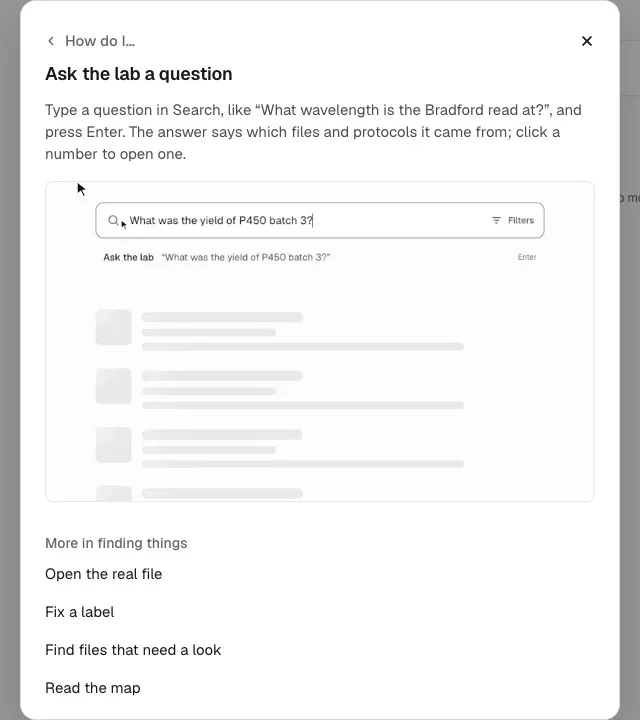 How do I...
Ask the lab a question
Type a question in Search, like “What wavelength is the Bradford read at?”, and
press Enter. The answer says which files and protocols it came from; click a
number to open one.
What was the yield of P450 batch 3?
Filters
Ask the lab “What was the yield of P450 batch 3?”
Enter
More in finding things
Open the real file
Fix a label
Find files that need a look
Read the map